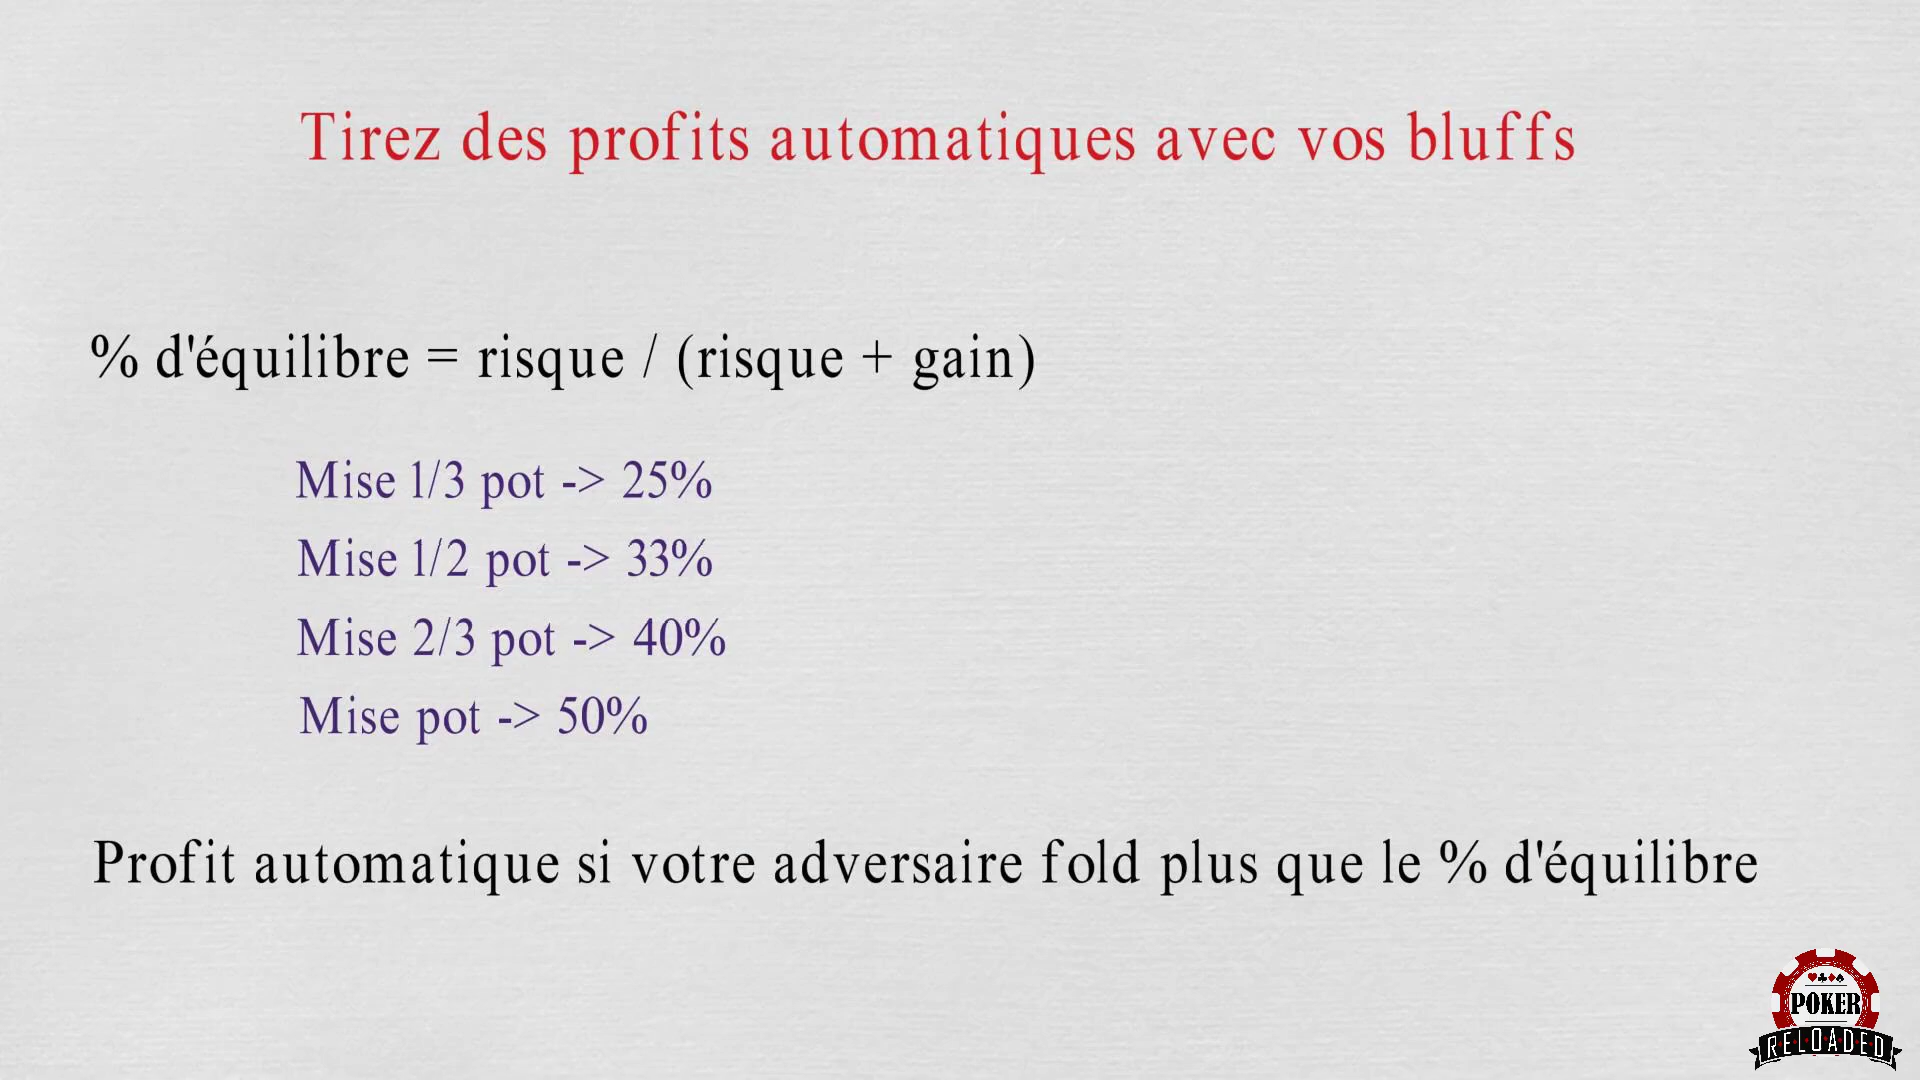 Tirez des profits automatiques avec vos bluffs
% d'équilibre = risque / (risque + gain)
Mise 1/3 pot -> 25%
Mise 1/2 pot -> 33%
Mise 2/3 pot -> 40%
Mise pot -> 50%
Profit automatique si votre adversaire fold plus que le % d'équilibre
POKER
RELOADED